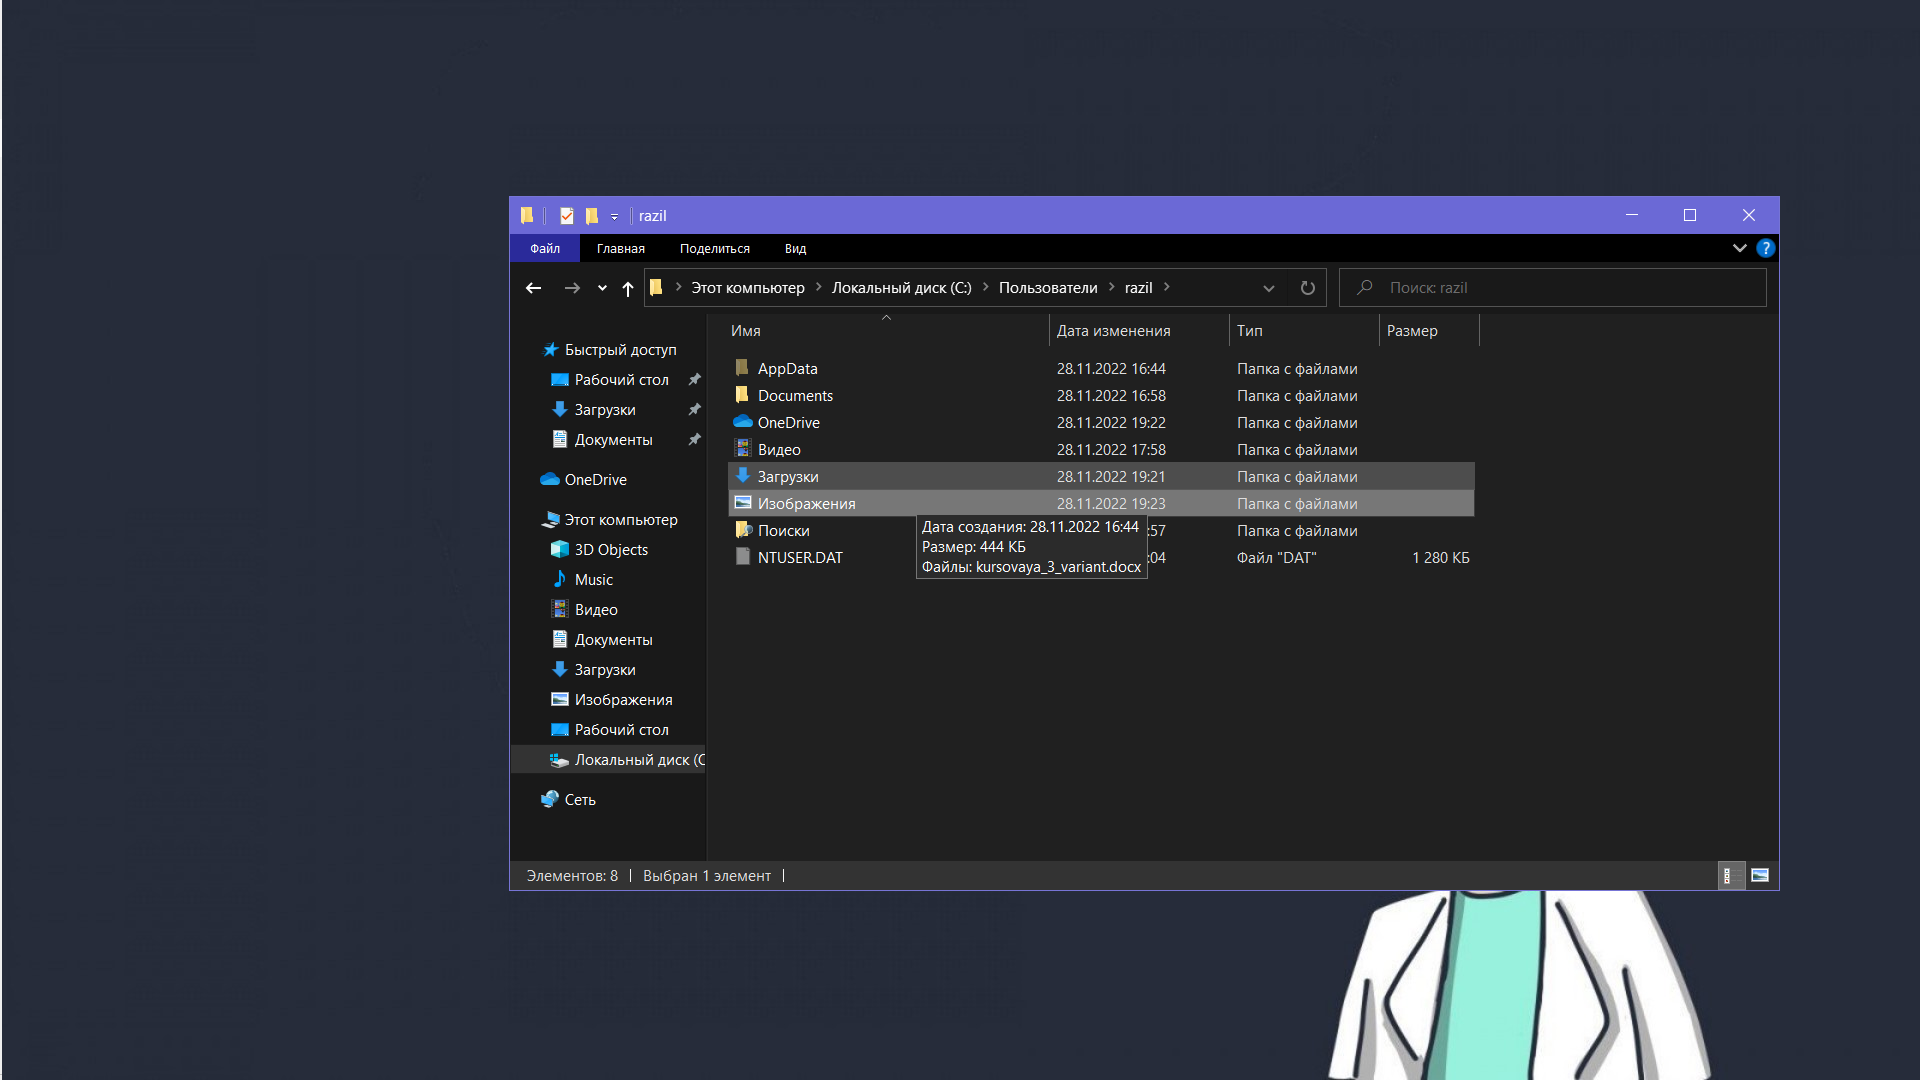 razil
Файл Главная Поделиться Вид
Этот компьютер Локальный диск (C:) Пользователи razil
Поиск: razil
Быстрый доступ
Рабочий стол
Загрузки
Документы
OneDrive
Этот компьютер
3D Objects
Music
Видео
Документы
Загрузки
Изображения
Рабочий стол
Локальный диск (C
Сеть
Имя Дата изменения Тип Размер
AppData 28.11.2022 16:44 Папка с файлами
Documents 28.11.2022 16:58 Папка с файлами
OneDrive 28.11.2022 19:22 Папка с файлами
Видео 28.11.2022 17:58 Папка с файлами
Загрузки 28.11.2022 19:21 Папка с файлами
Изображения 28.11.2022 19:23 Папка с файлами
Поиски :57 Папка с файлами
NTUSER.DAT :04 Файл "DAT" 1 280 КБ
Дата создания: 28.11.2022 16:44
Размер: 444 КБ
Файлы: kursovaya_3_variant.docx
Элементов: 8 Выбран 1 элемент